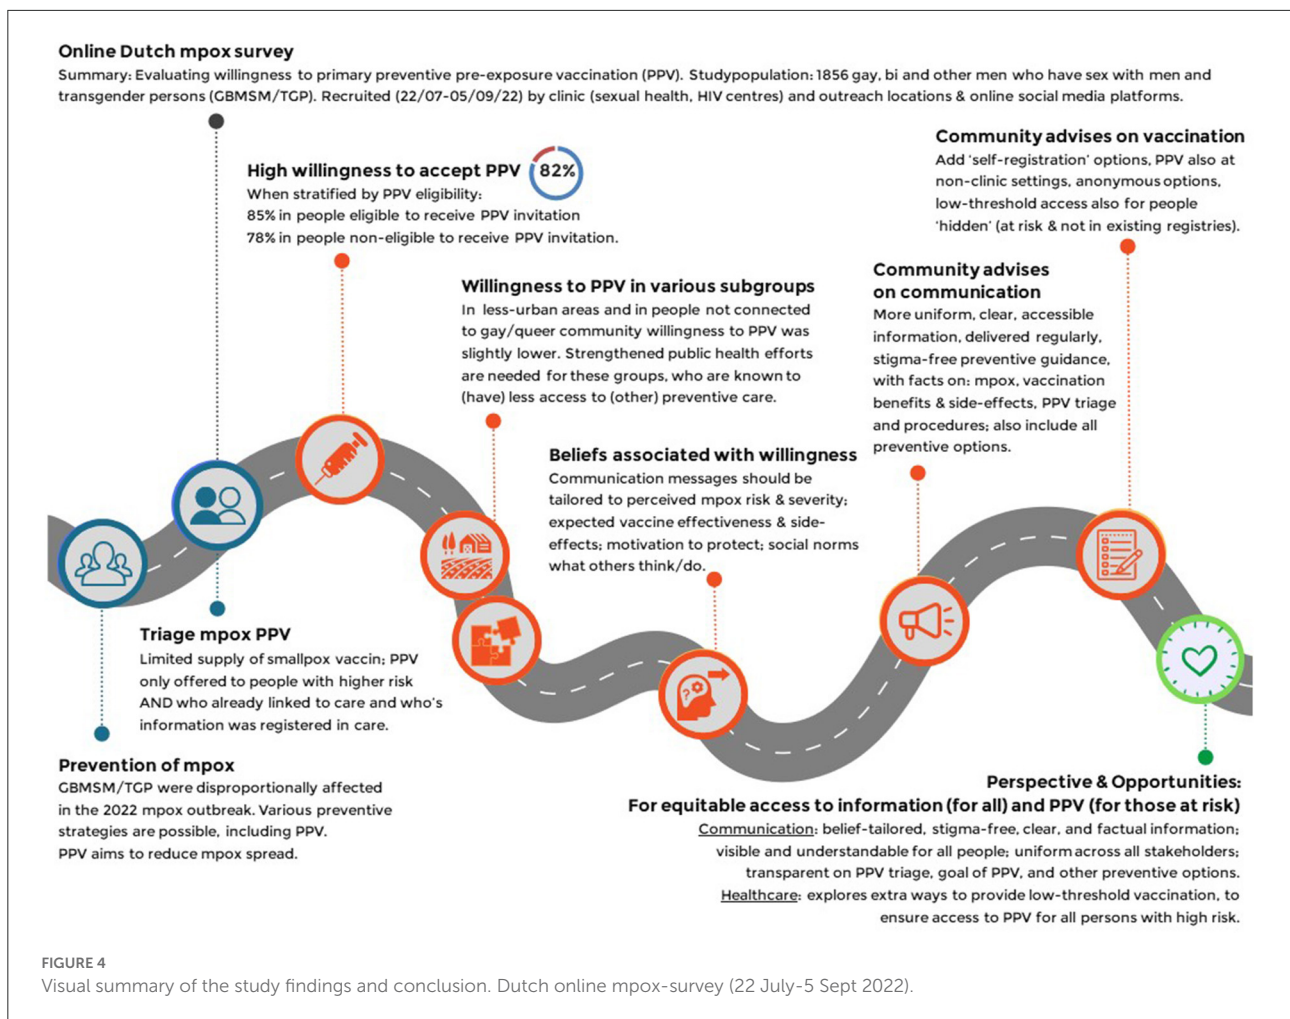 Online Dutch mpox survey
Summary: Evaluating willingness to primary preventive pre-exposure vaccination (PPV). Studypopulation: 1856 gay, bi and other men who have sex with men and
transgender persons (GBMSM/TGP). Recruited (22/07-05/09/22) by clinic (sexual health, HIV centres) and outreach locations & online social media platforms.
High willingness to accept PPV
82%
When stratified by PPV eligibility:
85% in people eligible to receive PPV invitation
78% in people non-eligible to receive PPV invitation.
Community advises on vaccination
Add 'self-registration' options, PPV also at
non-clinic settings, anonymous options,
low-threshold access also for people
'hidden' (at risk & not in existing registries).
Willingness to PPV in various subgroups
In less-urban areas and in people not connected
to gay/queer community willingness to PPV was
slightly lower. Strengthened public health efforts
are needed for these groups, who are known to
(have) less access to (other) preventive care.
Community advises
on communication
More uniform, clear, accessible
information, delivered regularly,
stigma-free preventive guidance,
with facts on: mpox, vaccination
benefits & side-effects, PPV triage
and procedures; also include all
preventive options.
Beliefs associated with willingness
Communication messages should be
tailored to perceived mpox risk & severity;
expected vaccine effectiveness & side-
effects; motivation to protect; social norms
what others think/do.
?
Triage mpox PPV
Limited supply of smallpox vaccin; PPV
only offered to people with higher risk
AND who already linked to care and who's
information was registered in care.
Prevention of mpox
GBMSM/TGP were disproportionally affected
in the 2022 mpox outbreak. Various preventive
strategies are possible, including PPV.
PPV aims to reduce mpox spread.
Perspective & Opportunities:
For equitable access to information (for all) and PPV (for those at risk)
Communication: belief-tailored, stigma-free, clear, and factual information;
visible and understandable for all people; uniform across all stakeholders;
transparent on PPV triage, goal of PPV, and other preventive options.
Healthcare: explores extra ways to provide low-threshold vaccination, to
ensure access to PPV for all persons with high risk.
FIGURE 4
Visual summary of the study findings and conclusion. Dutch online mpox-survey (22 July-5 Sept 2022).